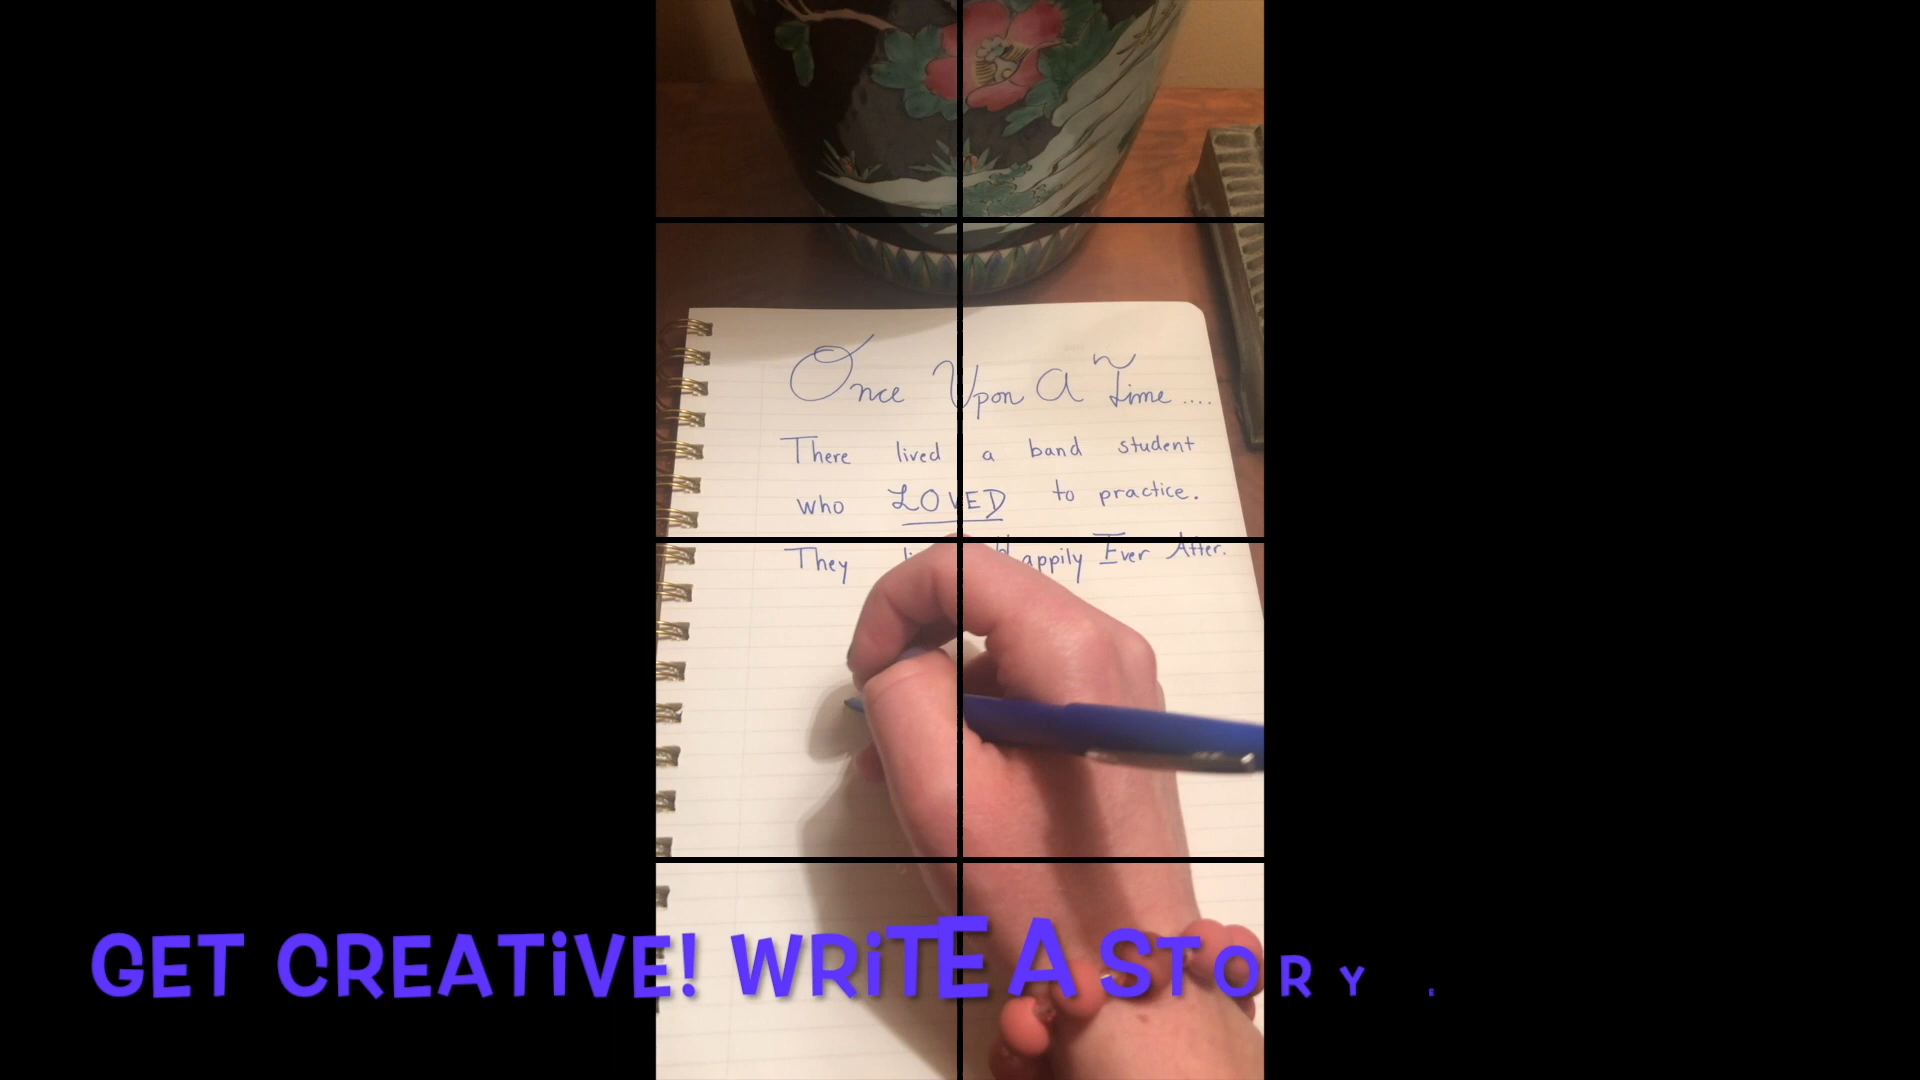 Once Upon A Time ....
There lived a band student
who LOVED to practice.
They Happily Ever After.
GET CREATiVE! WRiTE A STORY .